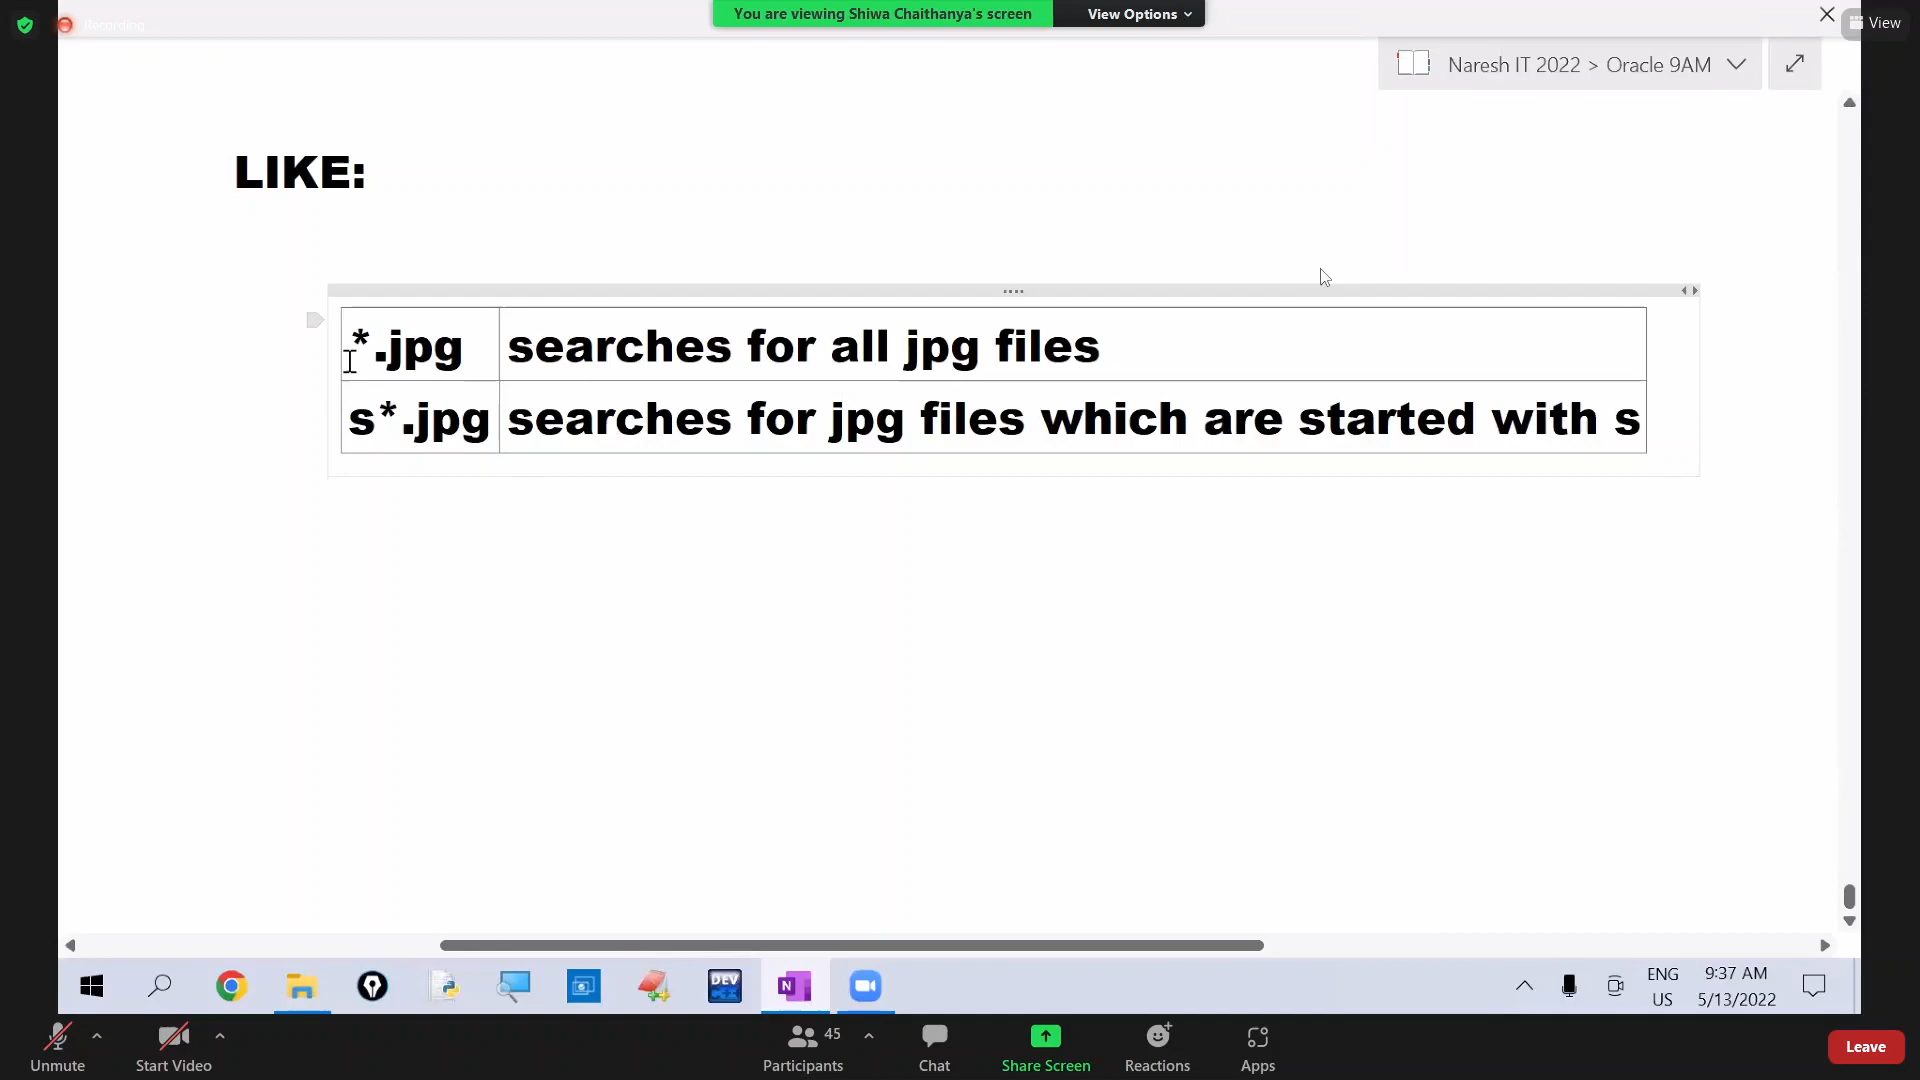 You are viewing Shiwa Chaithanya's screen
View Options
Recording
View
Naresh IT 2022 > Oracle 9AM
LIKE:
*.jpg searches for all jpg files
s*.jpg searches for jpg files which are started with s
DEV
N
ENG
US
9:37 AM
5/13/2022
Unmute
Start Video
45
Participants
Chat
Share Screen
Reactions
Apps
Leave